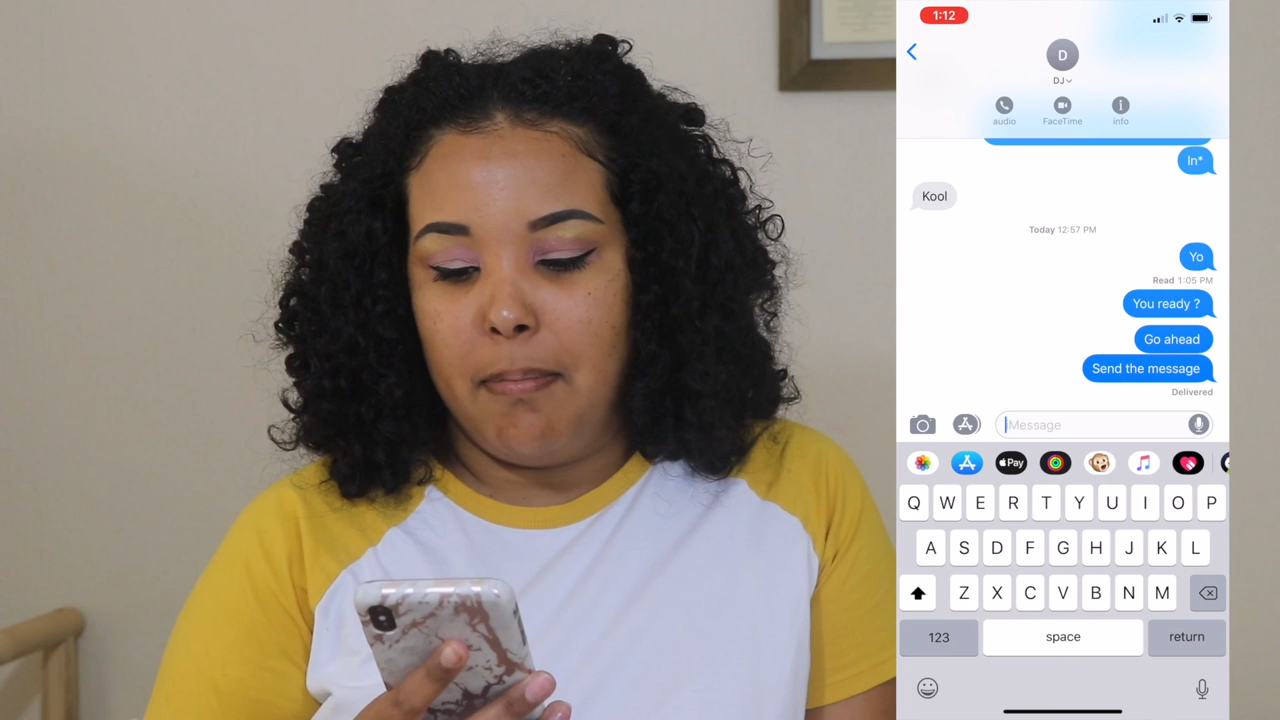 1:12
D
DJ
audio FaceTime info
In*
Kool
Today 12:57 PM
Yo
Read 1:05 PM
You ready ?
Go ahead
Send the message
Delivered
Message
Pay
Q W E R T Y U I O P
A S D F G H J K L
Z X C V B N M
123 space return